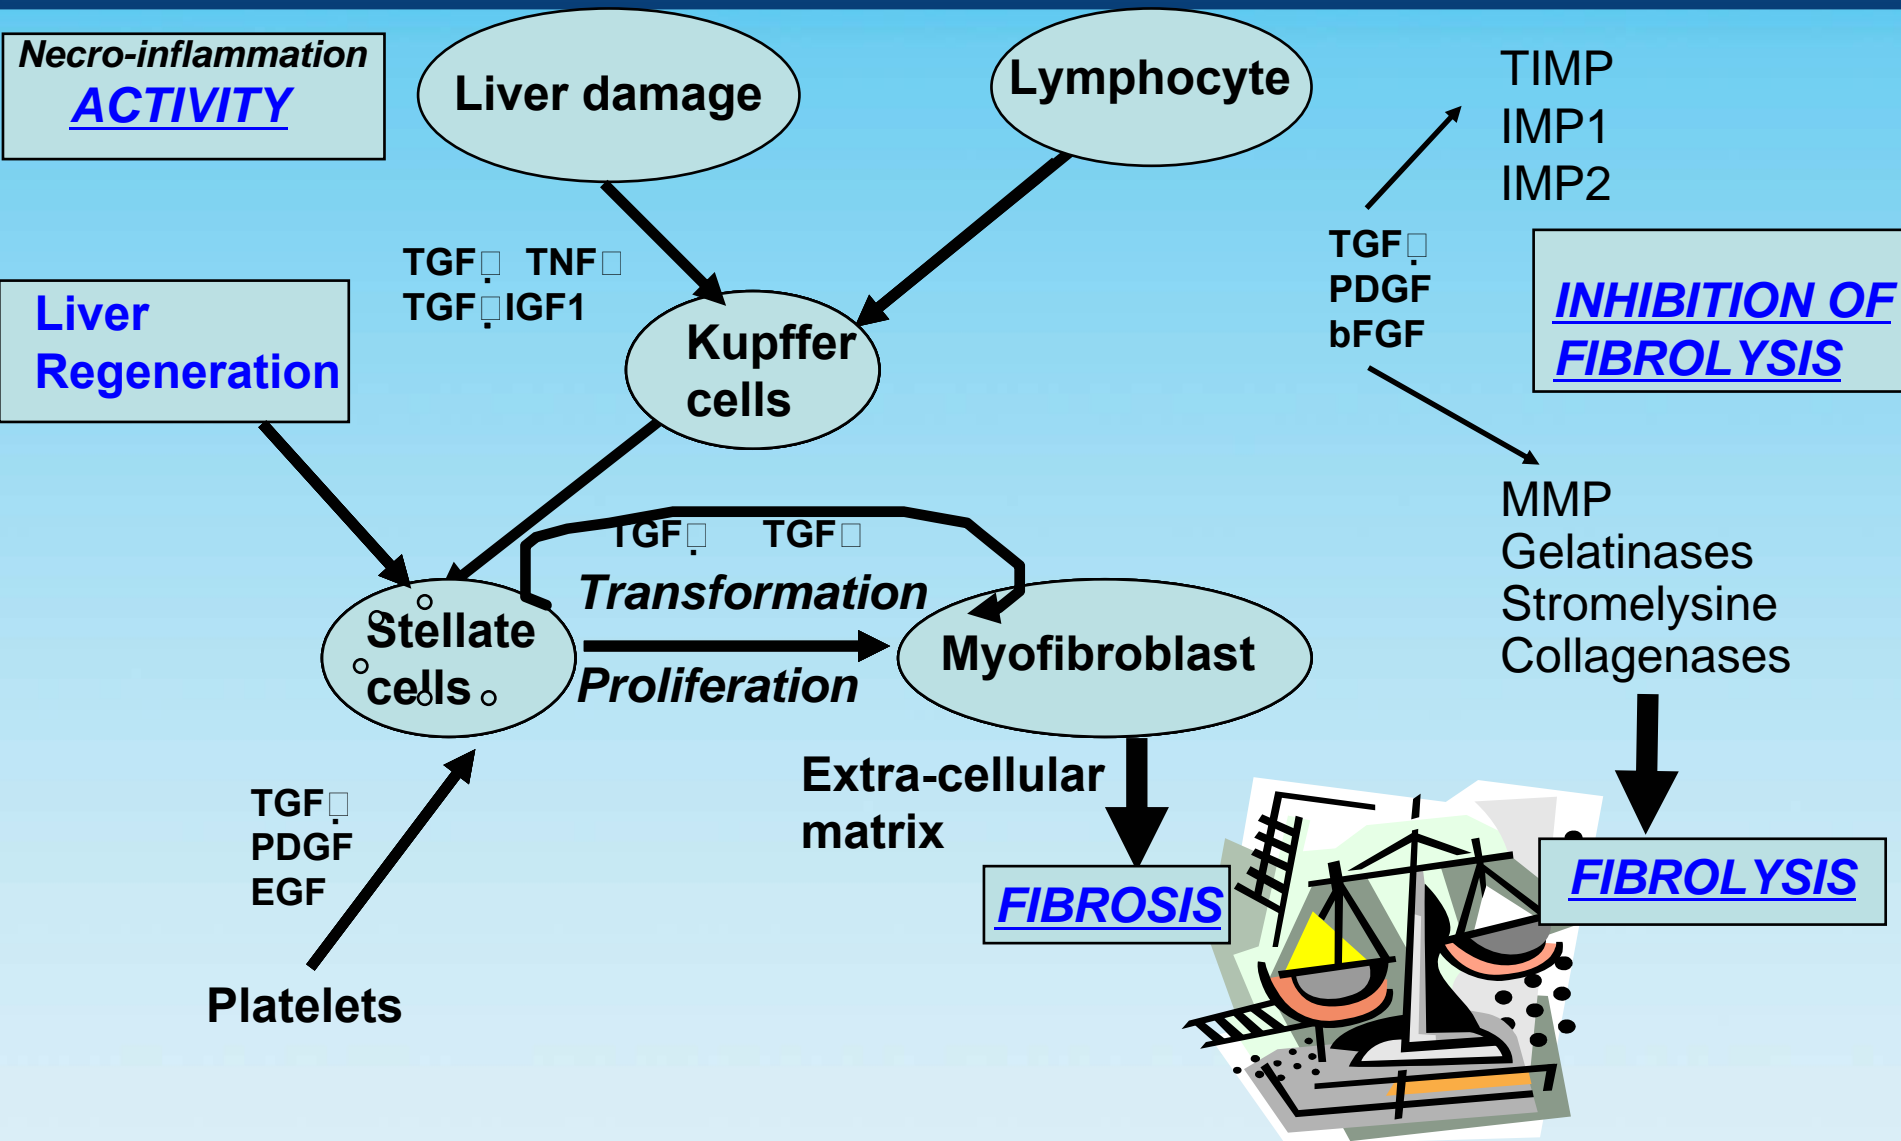 Necro-inflammation
ACTIVITY
Liver damage
Lymphocyte
TIMP
IMP1
IMP2
TGF TNF
TGF IGF1
Liver
Regeneration
Kupffer
cells
TGF
PDGF
bFGF
INHIBITION OF
FIBROLYSIS
TGF TGF
Transformation
Proliferation
Stellate
cells
Myofibroblast
MMP
Gelatinases
Stromelysine
Collagenases
TGF
PDGF
EGF
Platelets
Extra-cellular
matrix
FIBROSIS
FIBROLYSIS